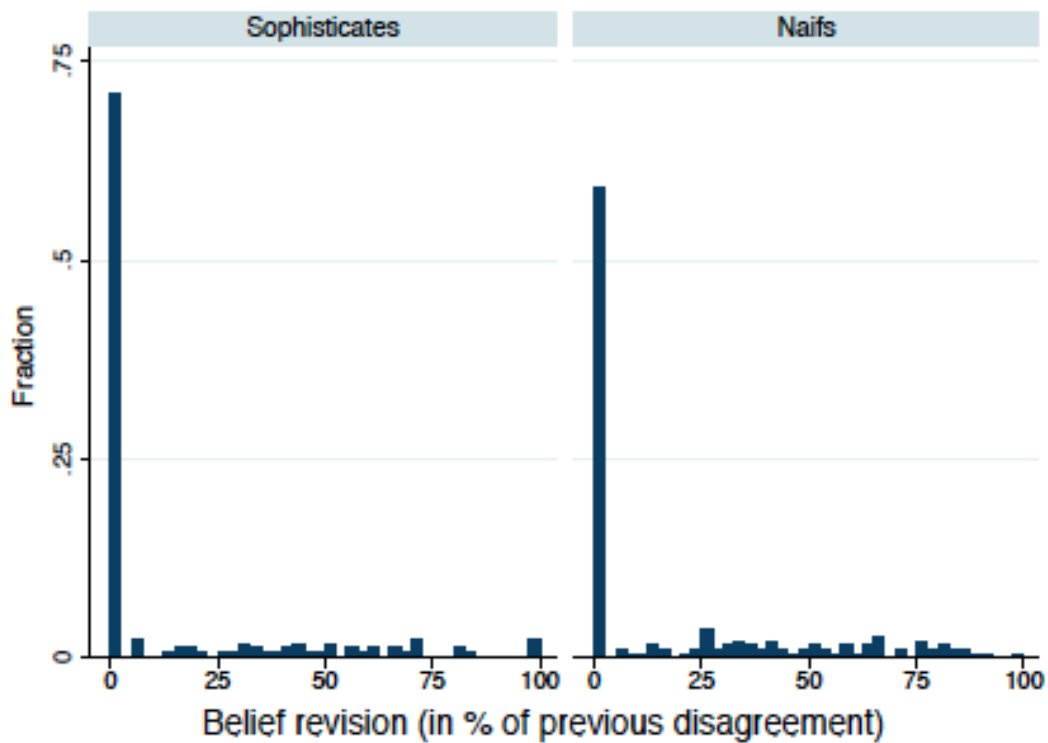 Sophisticates
Naifs
Fraction
.75
.5
.25
0
0 25 50 75 100
0 25 50 75 100
Belief revision (in % of previous disagreement)